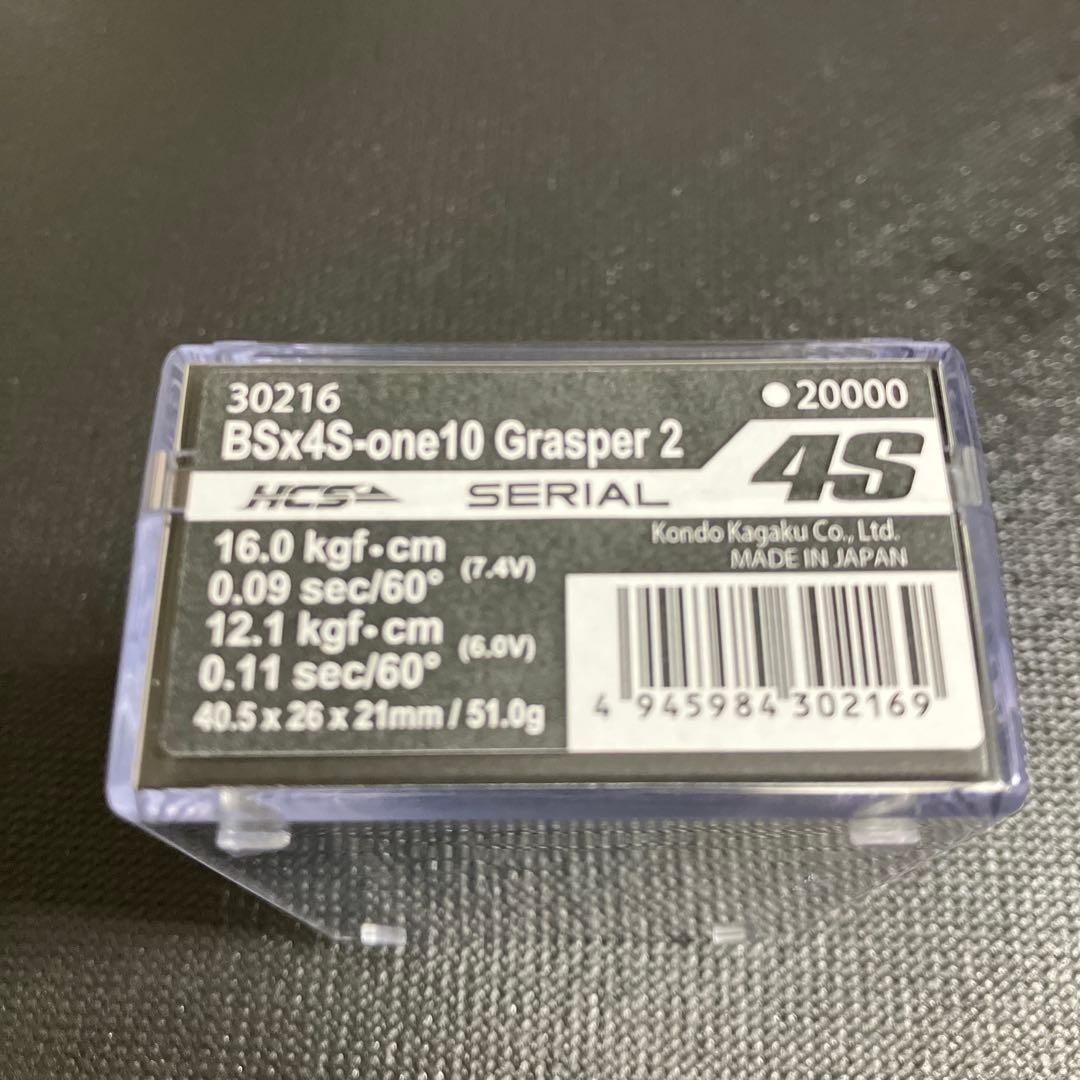 30216
●20000
BSx4S-one10 Grasper 2
4S
HCS SERIAL
Kondo Kagaku Co., Ltd.
MADE IN JAPAN
16.0 kgf•cm
0.09 sec/60° (7.4V)
12.1 kgf•cm
0.11 sec/60° (6.0V)
40.5 x 26 x 21mm / 51.0g
4 945984 302169